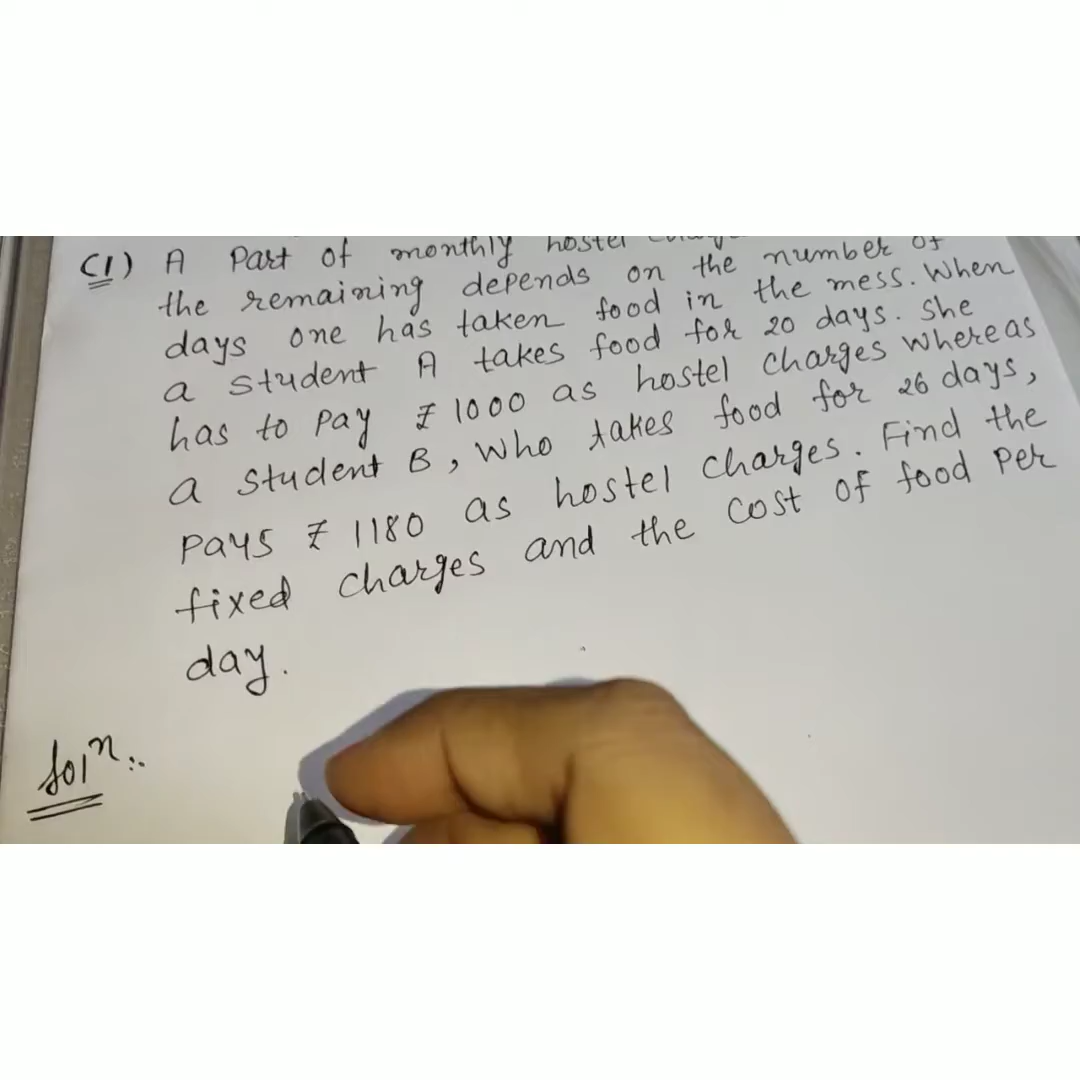 (1) A Part of monthly hostel
the remaining depends on the number of
days one has taken food in the mess. When
a student A takes food for 20 days. She
has to pay ₹ 1000 as hostel charges whereas
a student B, who takes food for 26 days,
pays ₹ 1180 as hostel charges. Find the
fixed charges and the cost of food per
day.
Solⁿ:.